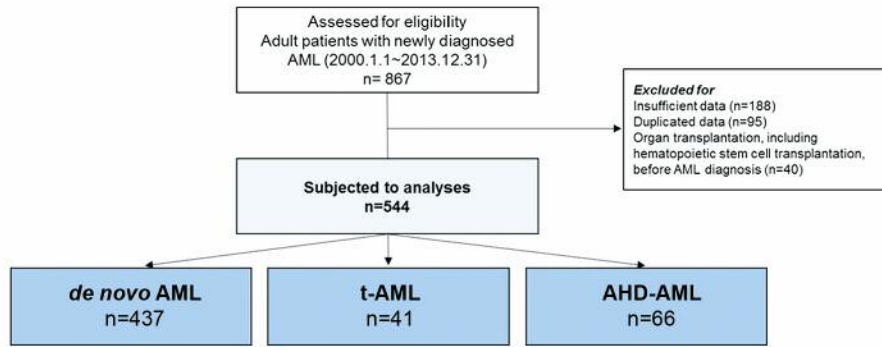 Assessed for eligibility
Adult patients with newly diagnosed
AML (2000.1.1~2013.12.31)
n= 867
Excluded for
Insufficient data (n=188)
Duplicated data (n=95)
Organ transplantation, including
hematopoietic stem cell transplantation,
before AML diagnosis (n=40)
Subjected to analyses
n=544
de novo AML
n=437
t-AML
n=41
AHD-AML
n=66